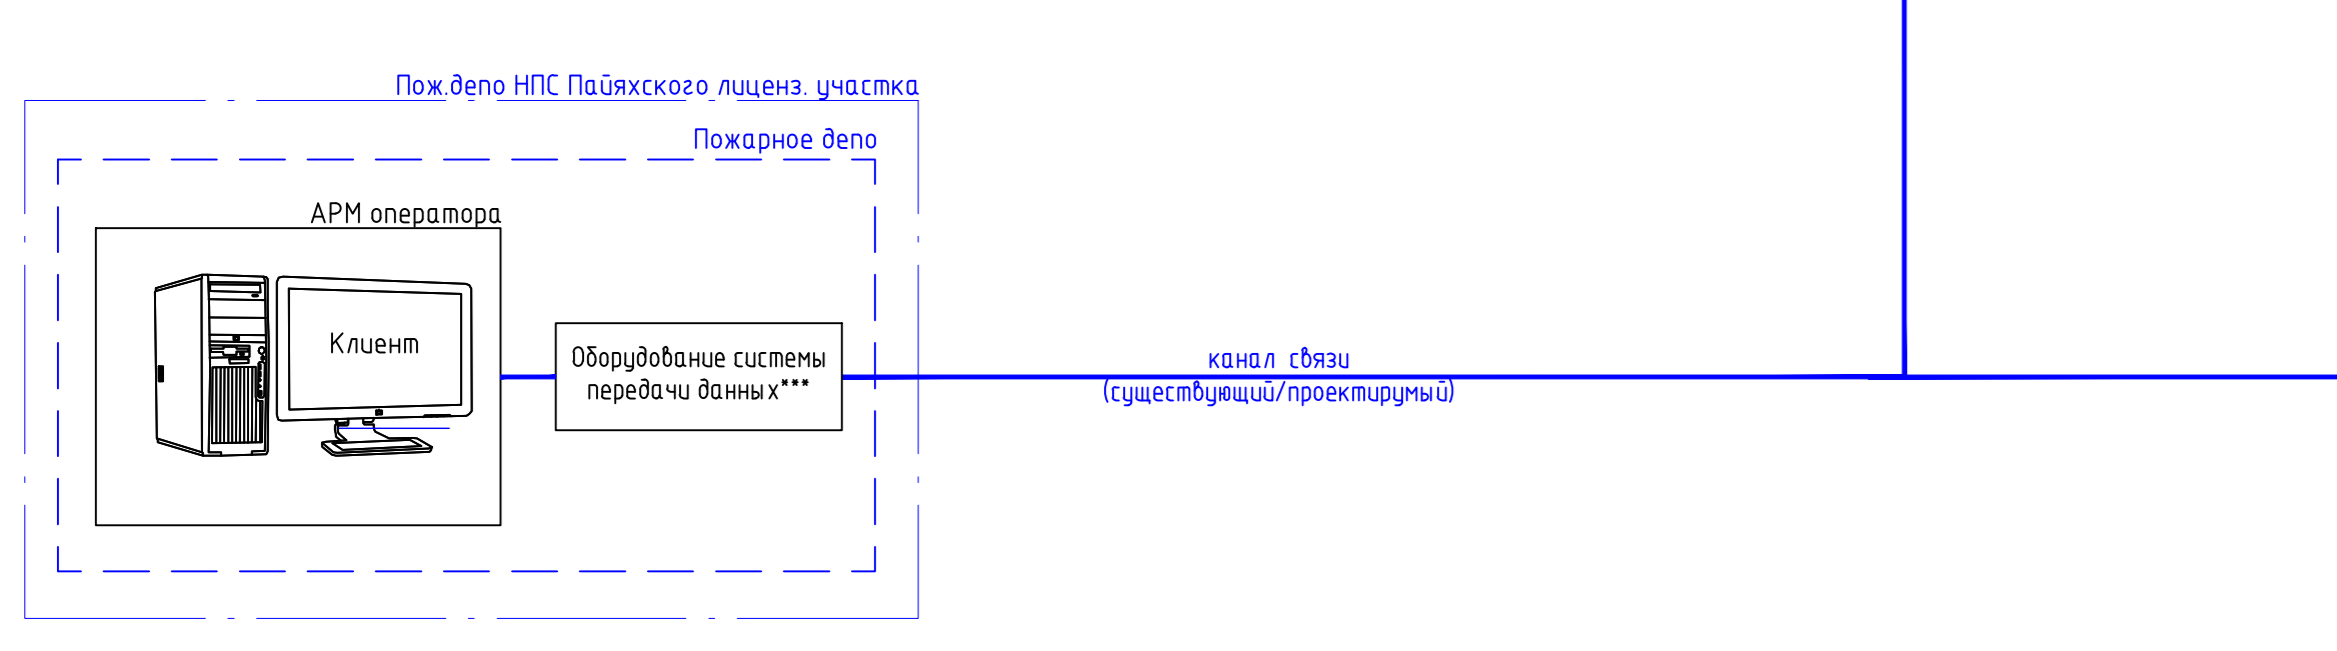 Пож.депо НПС Пайяхского лиценз. участка
Пожарное депо
АРМ оператора
Клиент
Оборудование системы
передачи данных***
канал связи
(существующий/проектирумый)